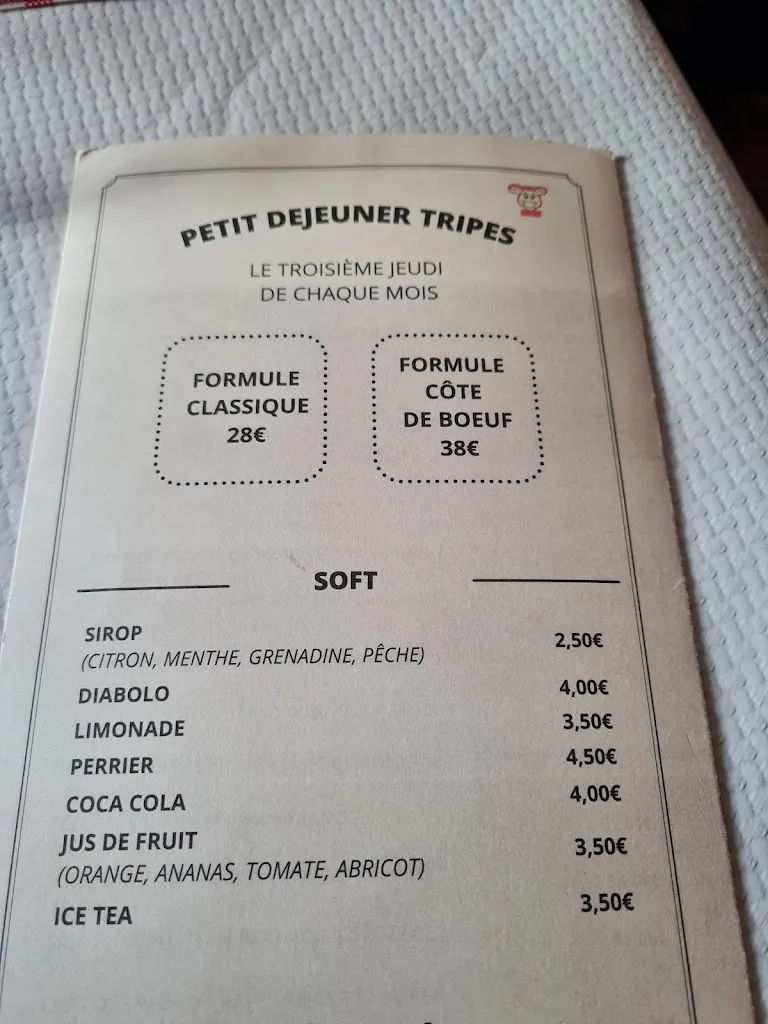 PETIT DEJEUNER TRIPES
LE TROISIÈME JEUDI
DE CHAQUE MOIS
FORMULE
CLASSIQUE
28€
FORMULE
CÔTE
DE BOEUF
38€
SOFT
SIROP 2,50€
(CITRON, MENTHE, GRENADINE, PÊCHE)
DIABOLO 4,00€
LIMONADE 3,50€
PERRIER 4,50€
COCA COLA 4,00€
JUS DE FRUIT 3,50€
(ORANGE, ANANAS, TOMATE, ABRICOT)
ICE TEA 3,50€